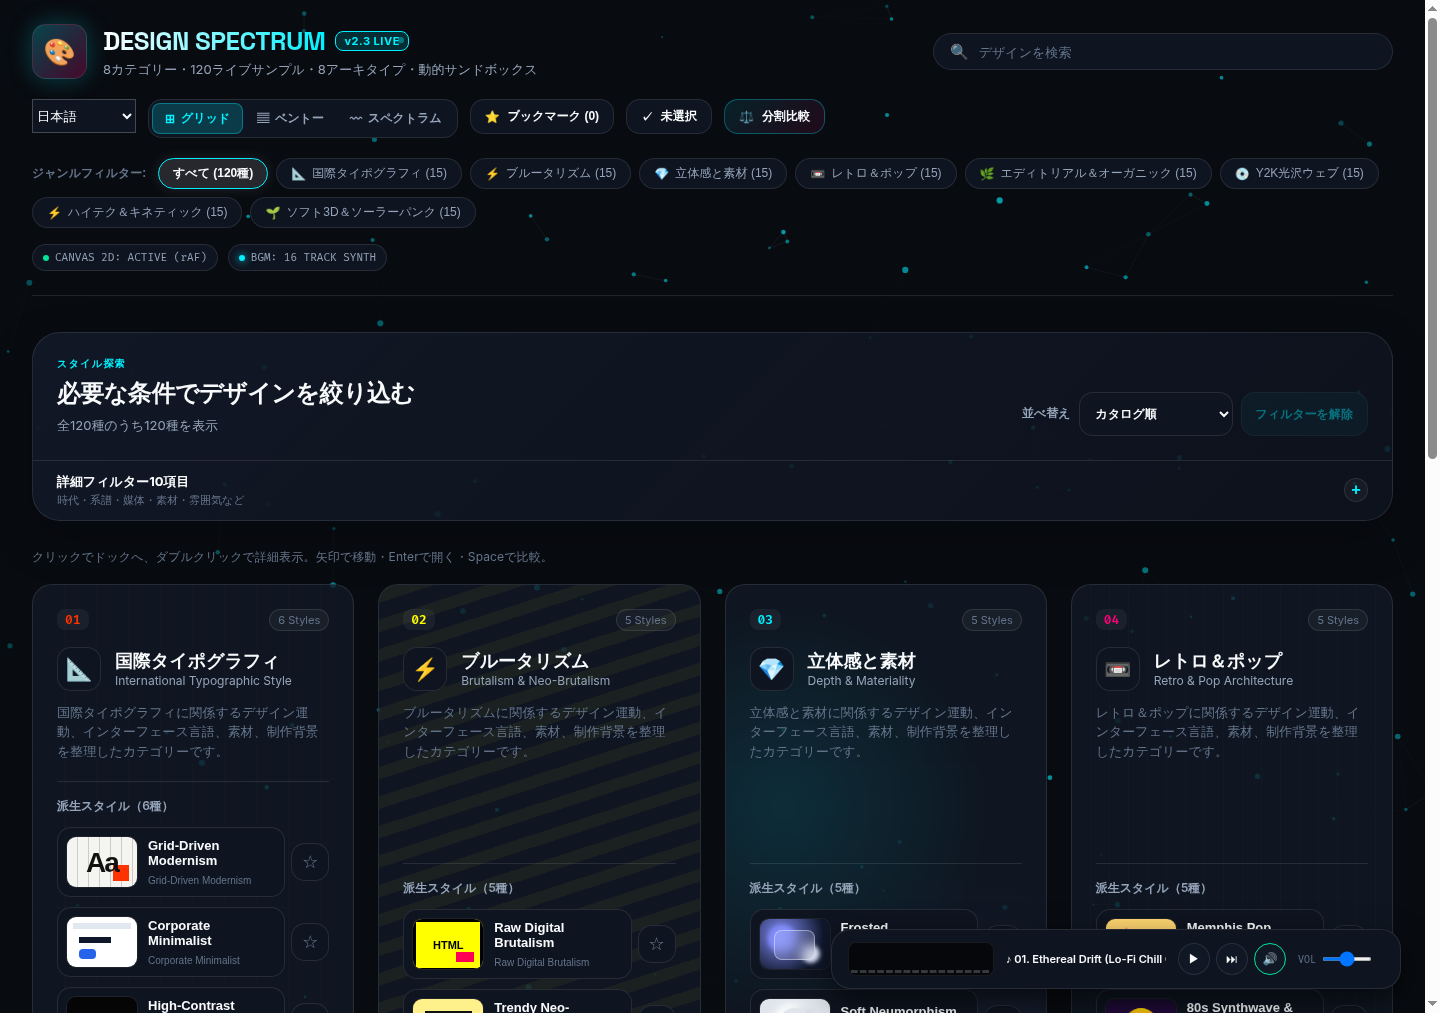 DESIGN SPECTRUM v2.3 LIVE
8カテゴリー・120ライブサンプル・8アーキタイプ・動的サンドボックス
デザインを検索
日本語
グリッド
ベントー
スペクトラム
ブックマーク (0)
✓ 未選択
分割比較
ジャンルフィルター:
すべて (120種)
国際タイポグラフィ (15)
ブルータリズム (15)
立体感と素材 (15)
レトロ＆ポップ (15)
エディトリアル＆オーガニック (15)
Y2K光沢ウェブ (15)
ハイテク＆キネティック (15)
ソフト3D＆ソーラーパンク (15)
CANVAS 2D: ACTIVE (rAF)
BGM: 16 TRACK SYNTH
スタイル探索
必要な条件でデザインを絞り込む
全120種のうち120種を表示
並べ替え
カタログ順
フィルターを解除
詳細フィルター10項目
時代・系譜・媒体・素材・雰囲気など
クリックでドックへ、ダブルクリックで詳細表示。矢印で移動・Enterで開く・Spaceで比較。
01
6 Styles
国際タイポグラフィ
International Typographic Style
国際タイポグラフィに関係するデザイン運
動、インターフェース言語、素材、制作背景
を整理したカテゴリーです。
派生スタイル（6種）
Aa
Grid-Driven
Modernism
Grid-Driven Modernism
Corporate
Minimalist
Corporate Minimalist
High-Contrast
02
5 Styles
ブルータリズム
Brutalism & Neo-Brutalism
ブルータリズムに関係するデザイン運動、イ
ンターフェース言語、素材、制作背景を整理
したカテゴリーです。
派生スタイル（5種）
HTML
Raw Digital
Brutalism
Raw Digital Brutalism
Trendy Neo-
03
5 Styles
立体感と素材
Depth & Materiality
立体感と素材に関係するデザイン運動、イン
ターフェース言語、素材、制作背景を整理し
たカテゴリーです。
派生スタイル（5種）
Frosted
Soft Neumorphism
04
5 Styles
レトロ＆ポップ
Retro & Pop Architecture
レトロ＆ポップに関係するデザイン運動、イ
ンターフェース言語、素材、制作背景を整理
したカテゴリーです。
派生スタイル（5種）
Memphis Pop
80s Synthwave &
♪ 01. Ethereal Drift (Lo-Fi Chill
VOL